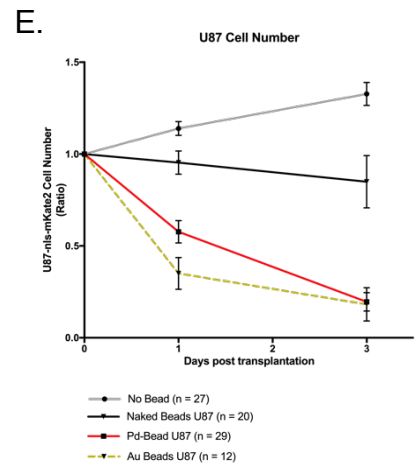 E.
U87 Cell Number
U87-nls-mKate2 Cell Number
(Ratio)
1.5
1.0
0.5
0.0
0
1
2
3
Days post transplantation
No Bead (n = 27)
Naked Beads U87 (n = 20)
Pd-Bead U87 (n = 29)
Au Beads U87 (n = 12)